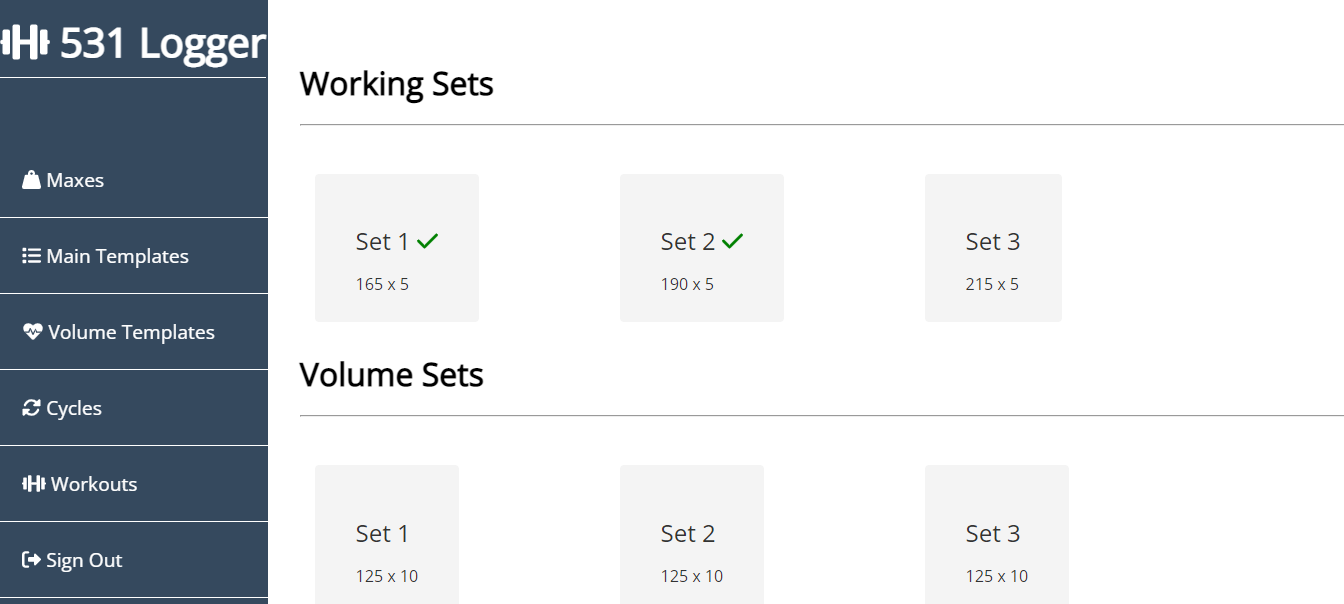 531 Logger
Maxes
Main Templates
Volume Templates
Cycles
Workouts
Sign Out
Working Sets
Set 1
165 x 5
Set 2
190 x 5
Set 3
215 x 5
Volume Sets
Set 1
125 x 10
Set 2
125 x 10
Set 3
125 x 10